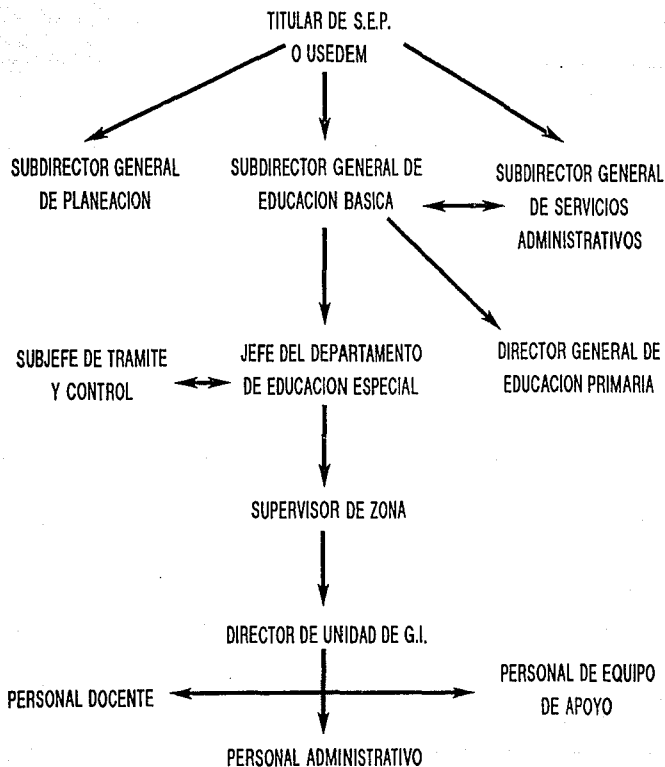 TITULAR DE S.E.P.
O USEDEM
SUBDIRECTOR GENERAL
DE PLANEACION
SUBDIRECTOR GENERAL DE
EDUCACION BASICA
SUBDIRECTOR GENERAL
DE SERVICIOS
ADMINISTRATIVOS
SUBJEFE DE TRAMITE
Y CONTROL
JEFE DEL DEPARTAMENTO
DE EDUCACION ESPECIAL
DIRECTOR GENERAL DE
EDUCACION PRIMARIA
SUPERVISOR DE ZONA
DIRECTOR DE UNIDAD DE G.I.
PERSONAL DOCENTE
PERSONAL DE EQUIPO
DE APOYO
PERSONAL ADMINISTRATIVO